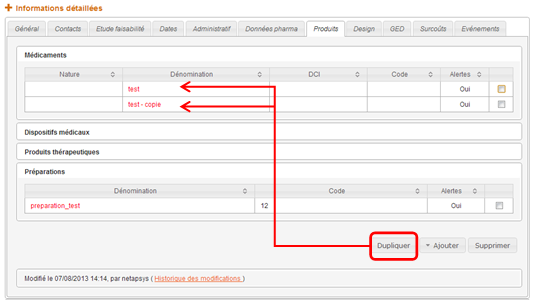 Informations détaillées
Général Contacts Etude faisabilité Dates Administratif Données pharma Produits Design GED Surcoûts Evénements
Médicaments
Nature Dénomination DCI Code Alertes
test Oui
test - copie Oui
Dispositifs médicaux
Produits thérapeutiques
Préparations
Dénomination Code Alertes
preparation_test 12 Oui
Dupliquer Ajouter Supprimer
Modifié le 07/08/2013 14:14, par netapsys ( Historique des modifications )